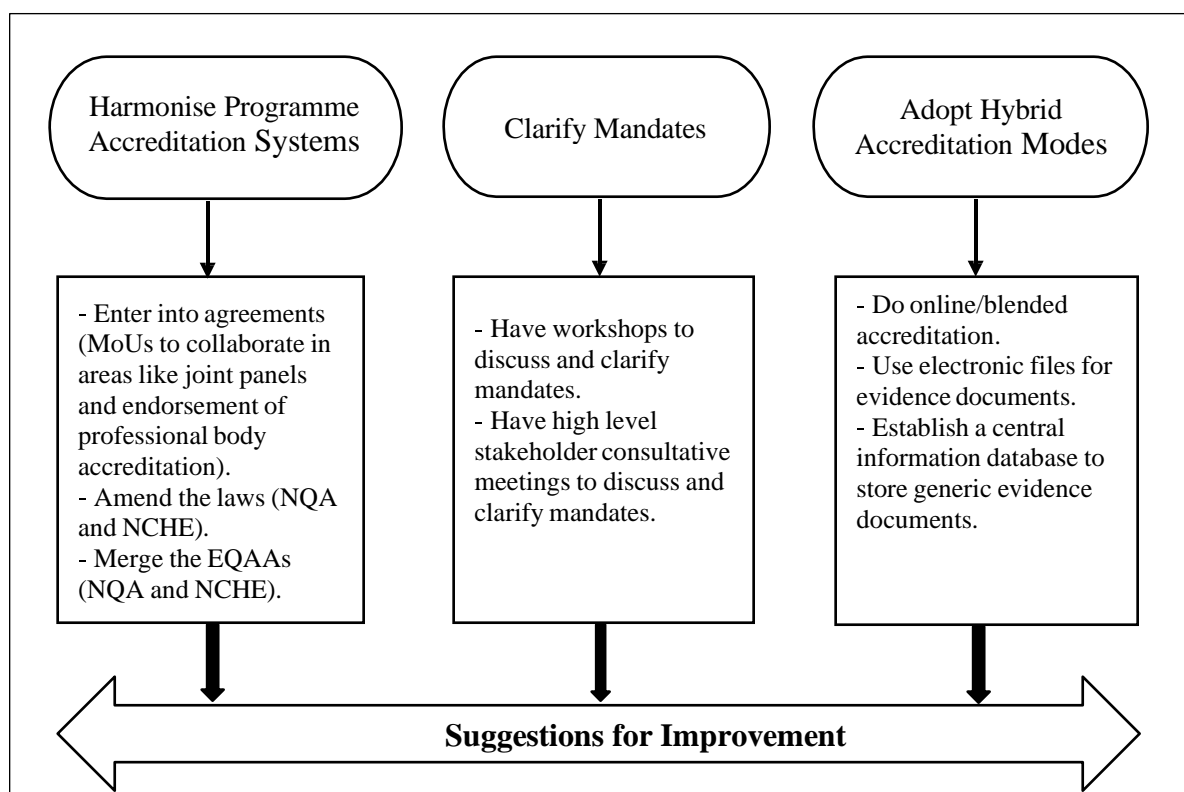 Harmonise Programme
Accreditation Systems
Clarify Mandates
Adopt Hybrid
Accreditation Modes
- Enter into agreements
(MoUs to collaborate in
areas like joint panels
and endorsement of
professional body
accreditation).
- Amend the laws (NQA
and NCHE).
- Merge the EQAAs
(NQA and NCHE).
- Have workshops to
discuss and clarify
mandates.
- Have high level
stakeholder consultative
meetings to discuss and
clarify mandates.
- Do online/blended
accreditation.
- Use electronic files for
evidence documents.
- Establish a central
information database to
store generic evidence
documents.
Suggestions for Improvement